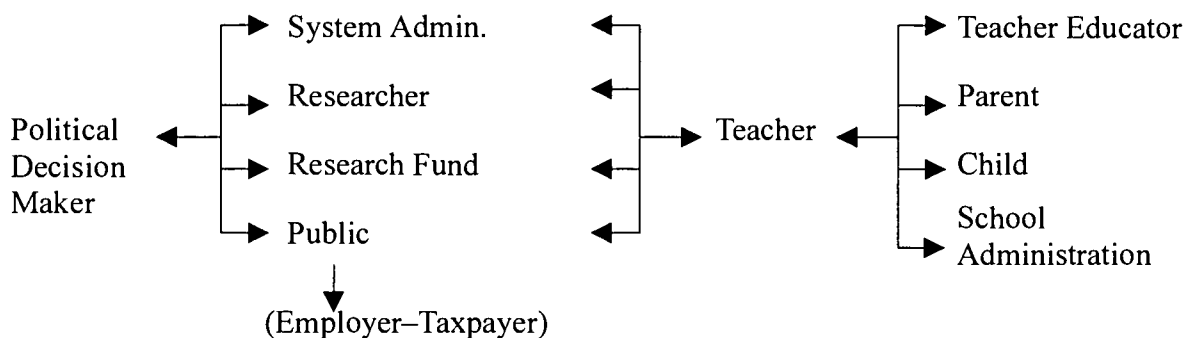 System Admin.
Researcher
Political
Decision
Maker
Research Fund
Public
(Employer–Taxpayer)
Teacher
Teacher Educator
Parent
Child
School
Administration